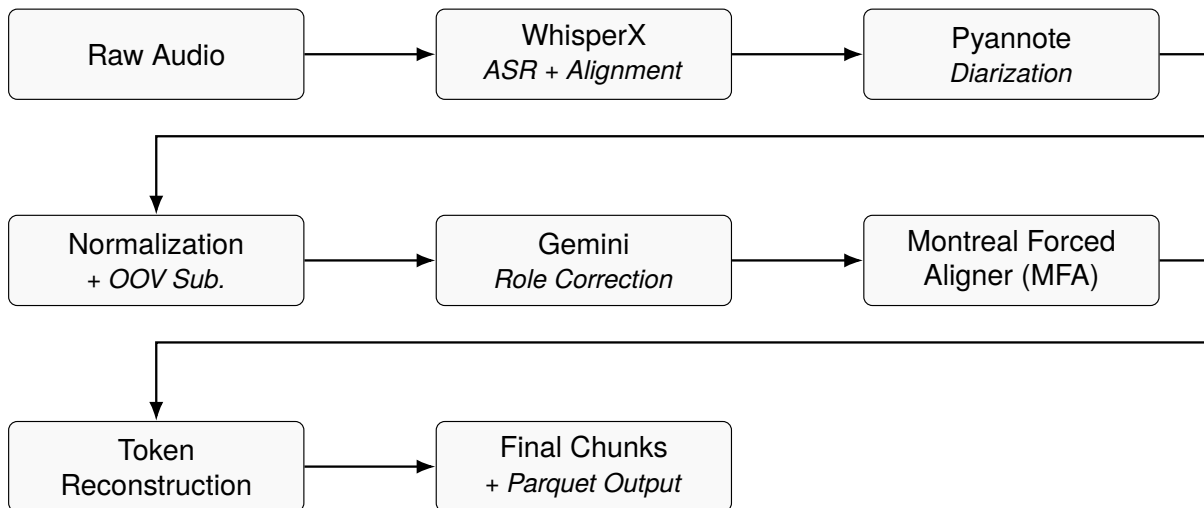 Raw Audio
WhisperX
ASR + Alignment
Pyannote
Diarization
Normalization
+ OOV Sub.
Gemini
Role Correction
Montreal Forced
Aligner (MFA)
Token
Reconstruction
Final Chunks
+ Parquet Output